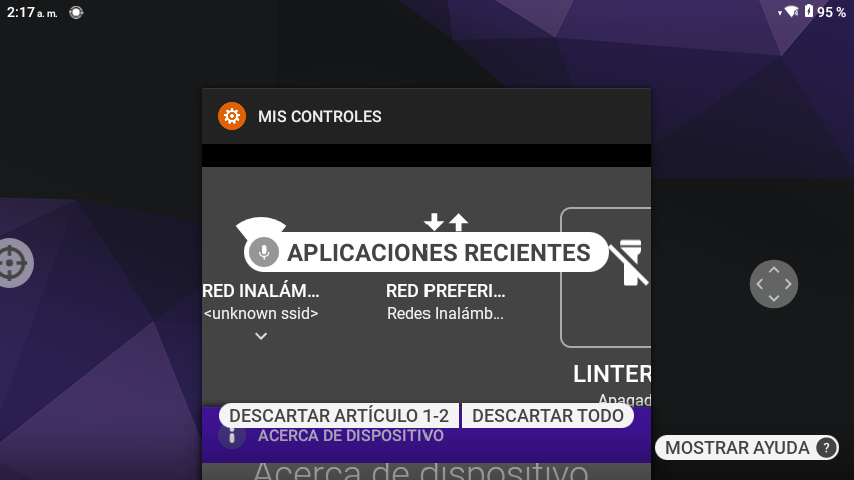 2:17 a. m.
95 %
MIS CONTROLES
APLICACIONES RECIENTES
RED INALÁM...
RED PREFERI...
<unknown ssid>
Redes Inalámb...
LINTER
Apagad
DESCARTAR ARTÍCULO 1-2
DESCARTAR TODO
ACERCA DE DISPOSITIVO
MOSTRAR AYUDA ?
Acerca de dispositivo